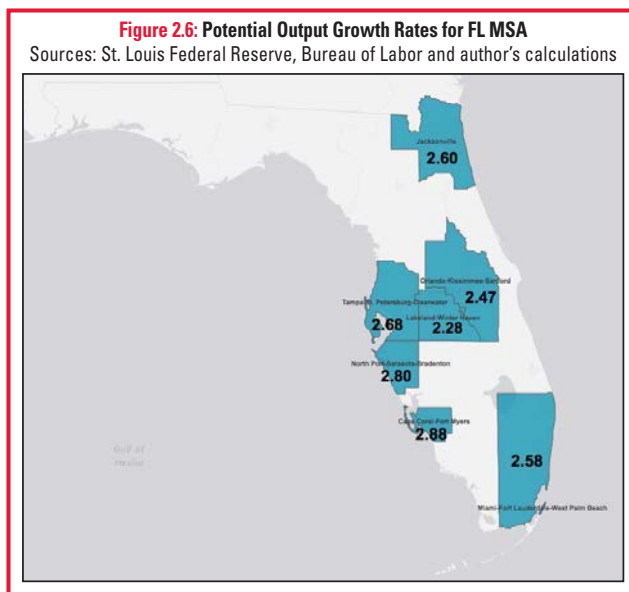 Figure 2.6: Potential Output Growth Rates for FL MSA
Sources: St. Louis Federal Reserve, Bureau of Labor and author's calculations
Jacksonville
2.60
Orlando-Kissimmee-Sanford
2.47
Tampa-St. Petersburg-Clearwater
2.68
Lakeland-Winter Haven
2.28
North Port-Sarasota-Bradenton
2.80
Cape Coral-Fort Myers
2.88
2.58
Miami-Fort Lauderdale-West Palm Beach
Gulf of
Mexico